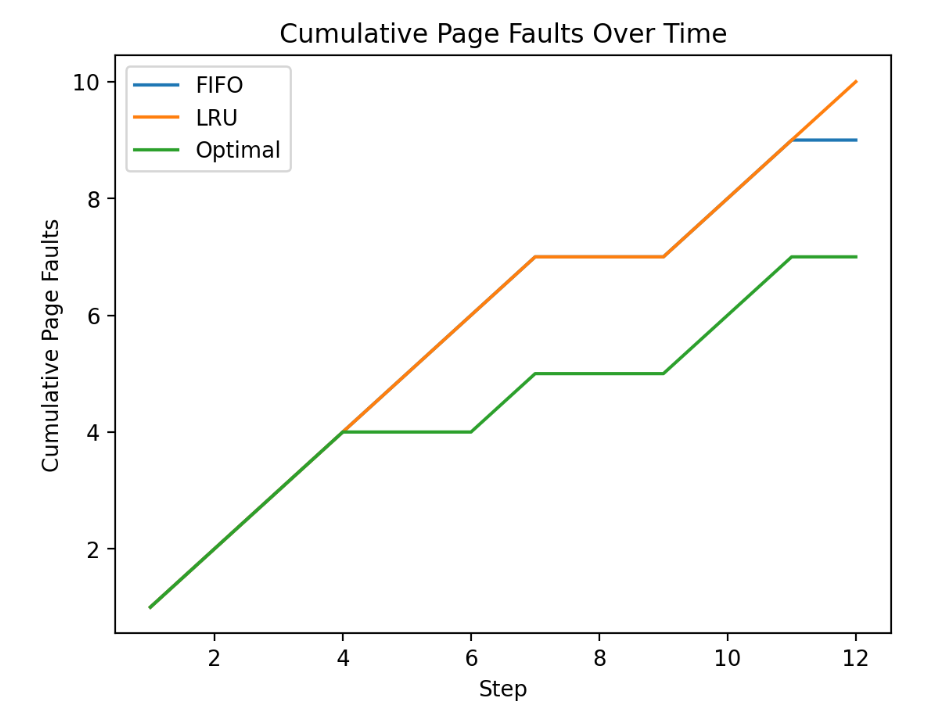 Cumulative Page Faults Over Time
FIFO
LRU
Optimal
Cumulative Page Faults
10
8
6
4
2
2 4 6 8 10 12
Step